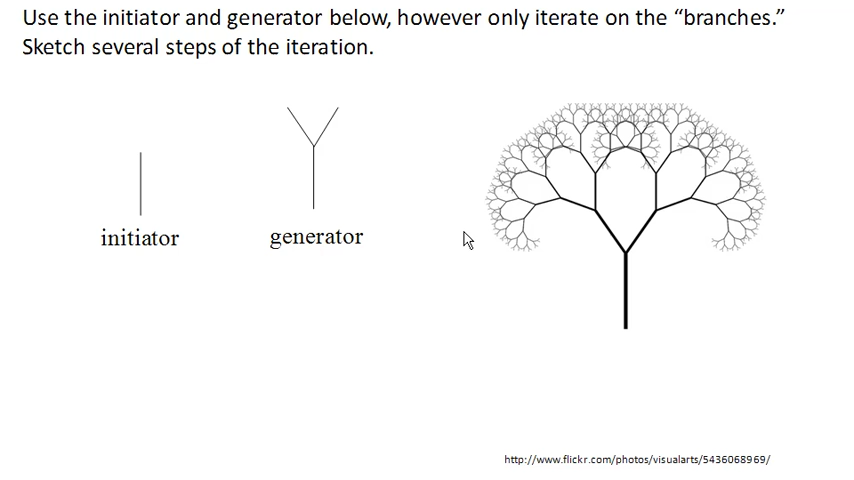 Use the initiator and generator below, however only iterate on the “branches.”
Sketch several steps of the iteration.
initiator
generator
http://www.flickr.com/photos/visualarts/5436068969/